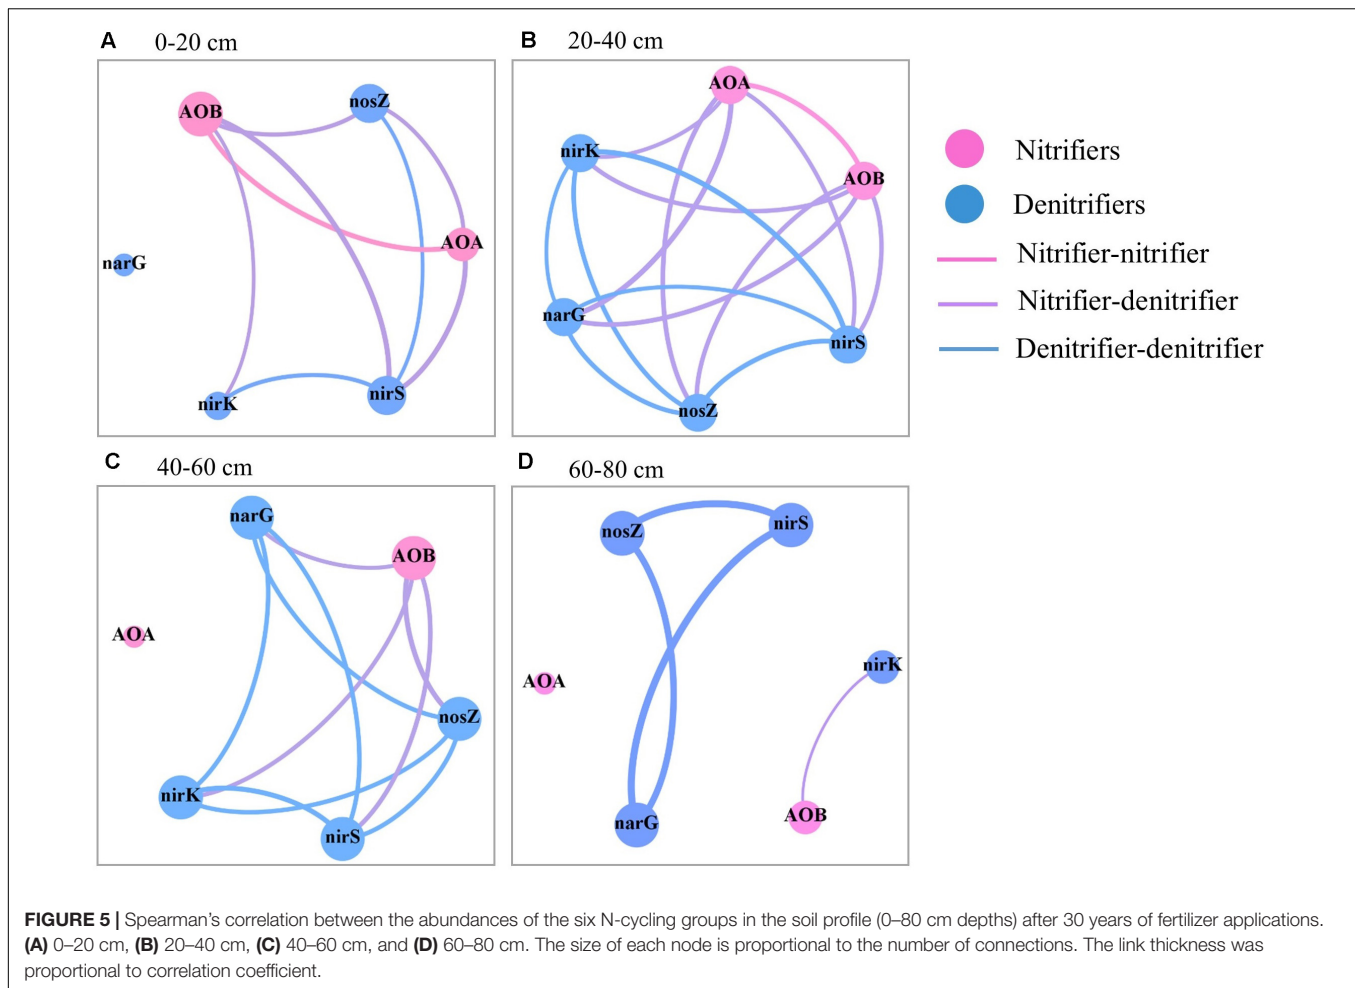 A 0-20 cm
AOB
nosZ
AOA
narG
nirK
nirS
B 20-40 cm
AOA
nirK
AOB
narG
nirS
nosZ
Nitrifiers
Denitrifiers
Nitrifier-nitrifier
Nitrifier-denitrifier
Denitrifier-denitrifier
C 40-60 cm
narG
AOB
AOA
nosZ
nirK
nirS
D 60-80 cm
nosZ
nirS
AOA
nirK
narG
AOB
FIGURE 5 | Spearman's correlation between the abundances of the six N-cycling groups in the soil profile (0–80 cm depths) after 30 years of fertilizer applications.
(A) 0–20 cm, (B) 20–40 cm, (C) 40–60 cm, and (D) 60–80 cm. The size of each node is proportional to the number of connections. The link thickness was
proportional to correlation coefficient.